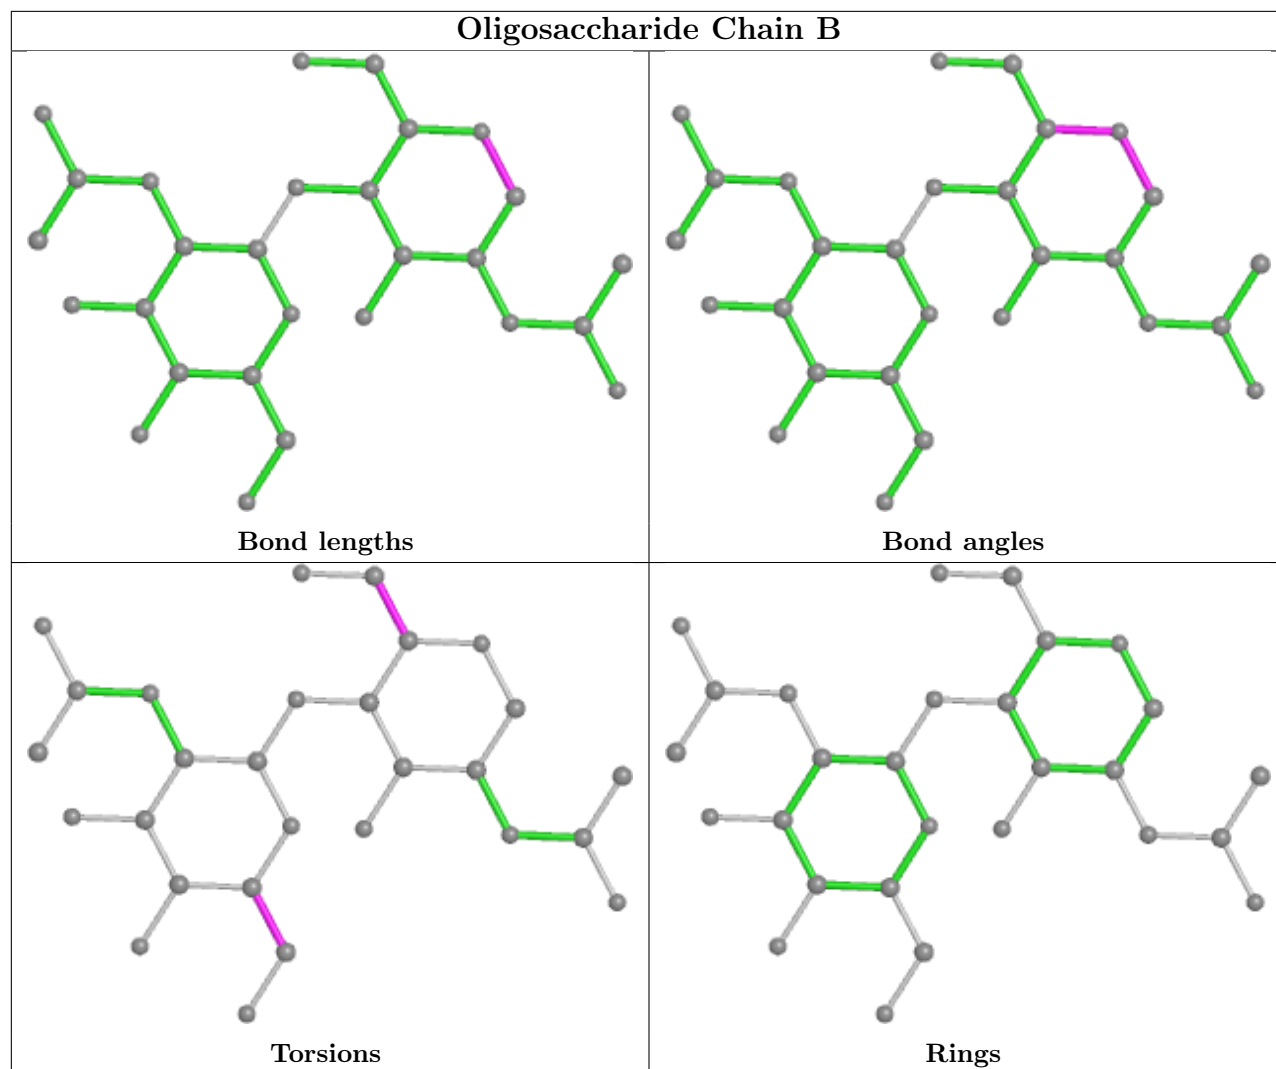 Oligosaccharide Chain B
Bond lengths
Bond angles
Torsions
Rings